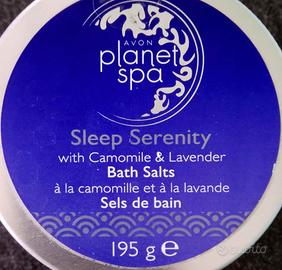 AVON
planet
spa
Sleep Serenity
with Camomile & Lavender
Bath Salts
à la camomille et à la lavande
Sels de bain
195 g ℮
subito